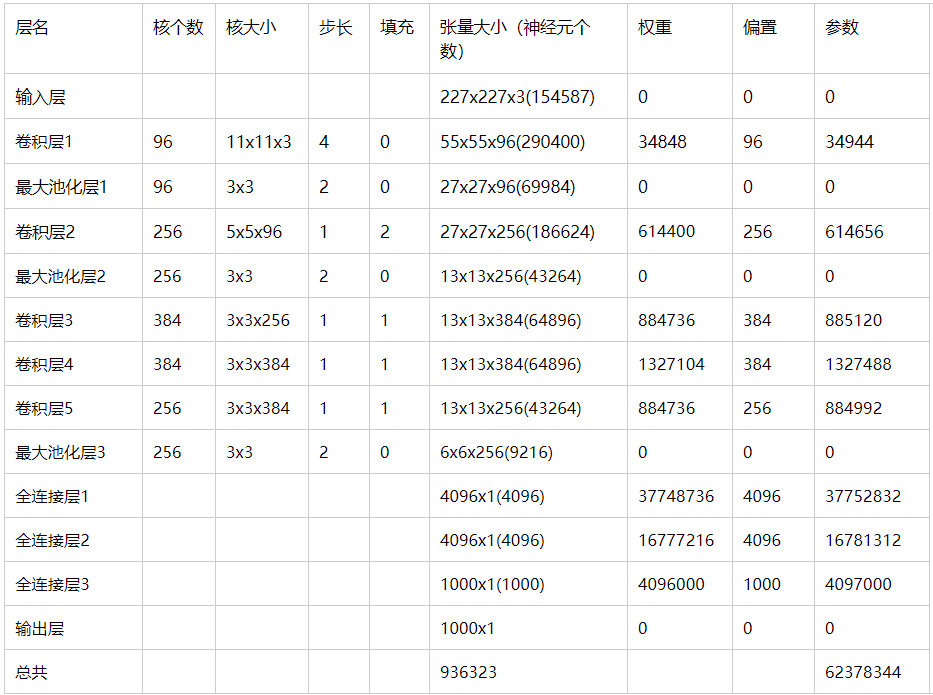 层名 核个数 核大小 步长 填充 张量大小（神经元个 权重 偏置 参数
数）
输入层 227x227x3(154587) 0 0 0
卷积层1 96 11x11x3 4 0 55x55x96(290400) 34848 96 34944
最大池化层1 96 3x3 2 0 27x27x96(69984) 0 0 0
卷积层2 256 5x5x96 1 2 27x27x256(186624) 614400 256 614656
最大池化层2 256 3x3 2 0 13x13x256(43264) 0 0 0
卷积层3 384 3x3x256 1 1 13x13x384(64896) 884736 384 885120
卷积层4 384 3x3x384 1 1 13x13x384(64896) 1327104 384 1327488
卷积层5 256 3x3x384 1 1 13x13x256(43264) 884736 256 884992
最大池化层3 256 3x3 2 0 6x6x256(9216) 0 0 0
全连接层1 4096x1(4096) 37748736 4096 37752832
全连接层2 4096x1(4096) 16777216 4096 16781312
全连接层3 1000x1(1000) 4096000 1000 4097000
输出层 1000x1 0 0 0
总共 936323 62378344